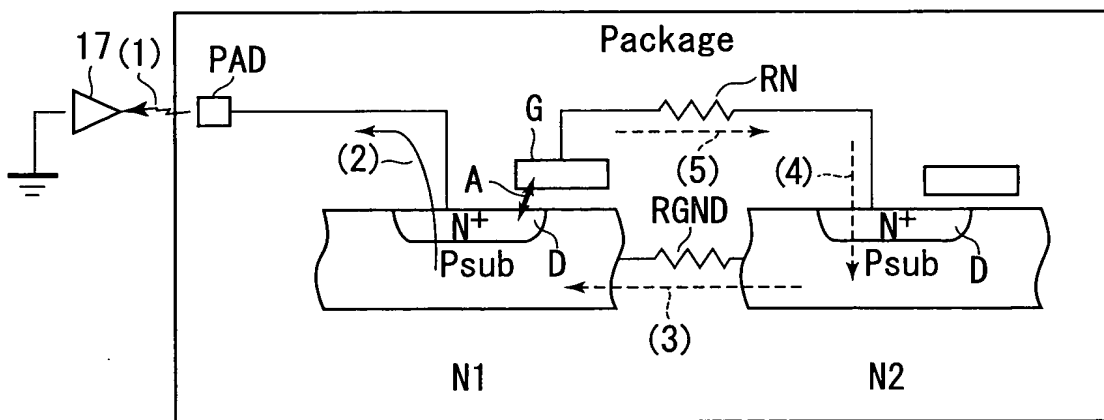 Package
17
(1)
PAD
RN
G
(2)
(5)
(4)
A
RGND
N+
D
N+
D
Psub
Psub
(3)
N1
N2